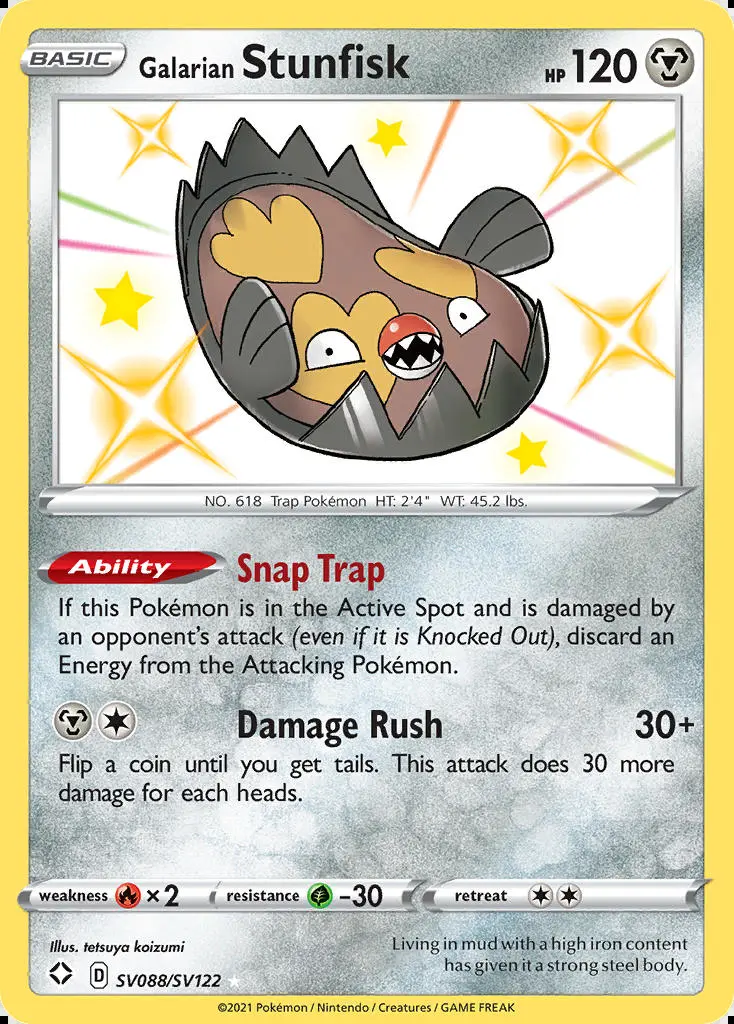 BASIC
Galarian Stunfisk
HP 120
NO. 618 Trap Pokémon HT: 2'4" WT: 45.2 lbs.
Ability Snap Trap
If this Pokémon is in the Active Spot and is damaged by
an opponent's attack (even if it is Knocked Out), discard an
Energy from the Attacking Pokémon.
Damage Rush 30+
Flip a coin until you get tails. This attack does 30 more
damage for each heads.
weakness ×2 resistance -30 retreat
Illus. tetsuya koizumi
Living in mud with a high iron content
has given it a strong steel body.
D SV088/SV122
©2021 Pokémon / Nintendo / Creatures / GAME FREAK